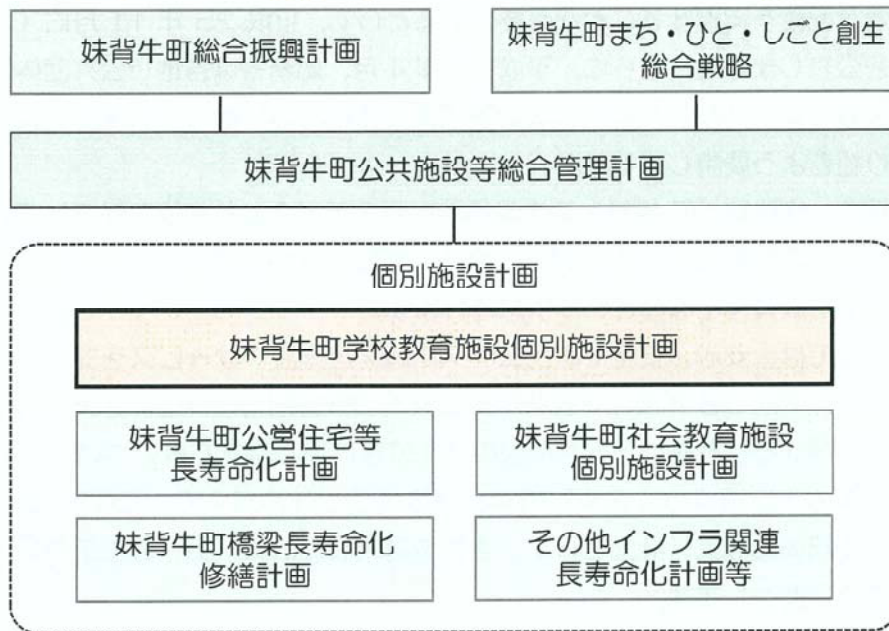 妹背牛町総合振興計画
妹背牛町まち・ひと・しごと創生
総合戦略
妹背牛町公共施設等総合管理計画
個別施設計画
妹背牛町学校教育施設個別施設計画
妹背牛町公営住宅等
長寿命化計画
妹背牛町社会教育施設
個別施設計画
妹背牛町橋梁長寿命化
修繕計画
その他インフラ関連
長寿命化計画等